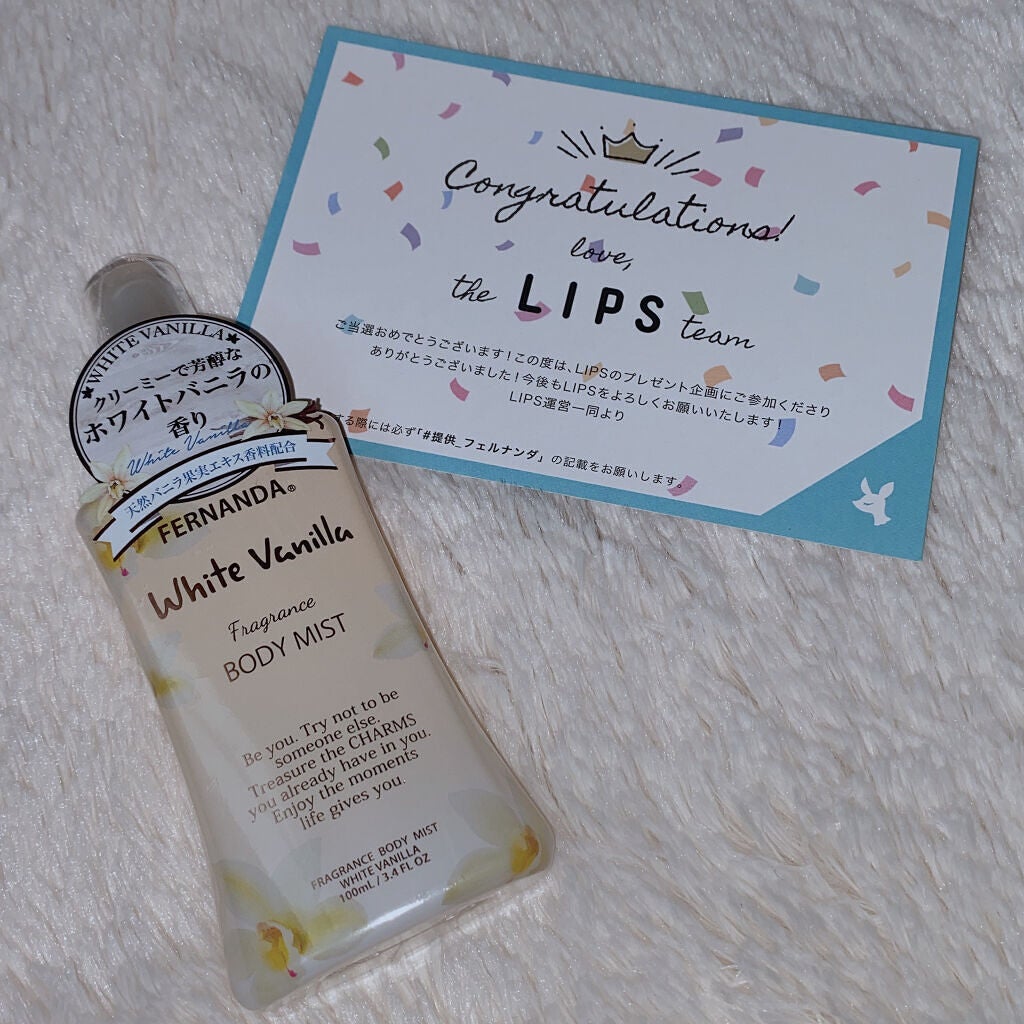 Congratulations!
love,
the LIPS team
ご当選おめでとうございます!この度は、LIPSのプレゼント企画にご参加くださり
ありがとうございました!今後もLIPSをよろしくお願いいたします!
LIPS運営一同より
する際には必ず「#提供_フェルナンダ」の記載をお願いします。
★WHITE VANILLA★
クリーミーで芳醇な
ホワイトバニラの
香り
White Vanilla
天然バニラ果実エキス香料配合
FERNANDA®
White Vanilla
Fragrance
BODY MIST
Be you. Try not to be
someone else.
Treasure the CHARMS
you already have in you.
Enjoy the moments
life gives you.
FRAGRANCE BODY MIST
WHITE VANILLA
100mL / 3.4 FL OZ